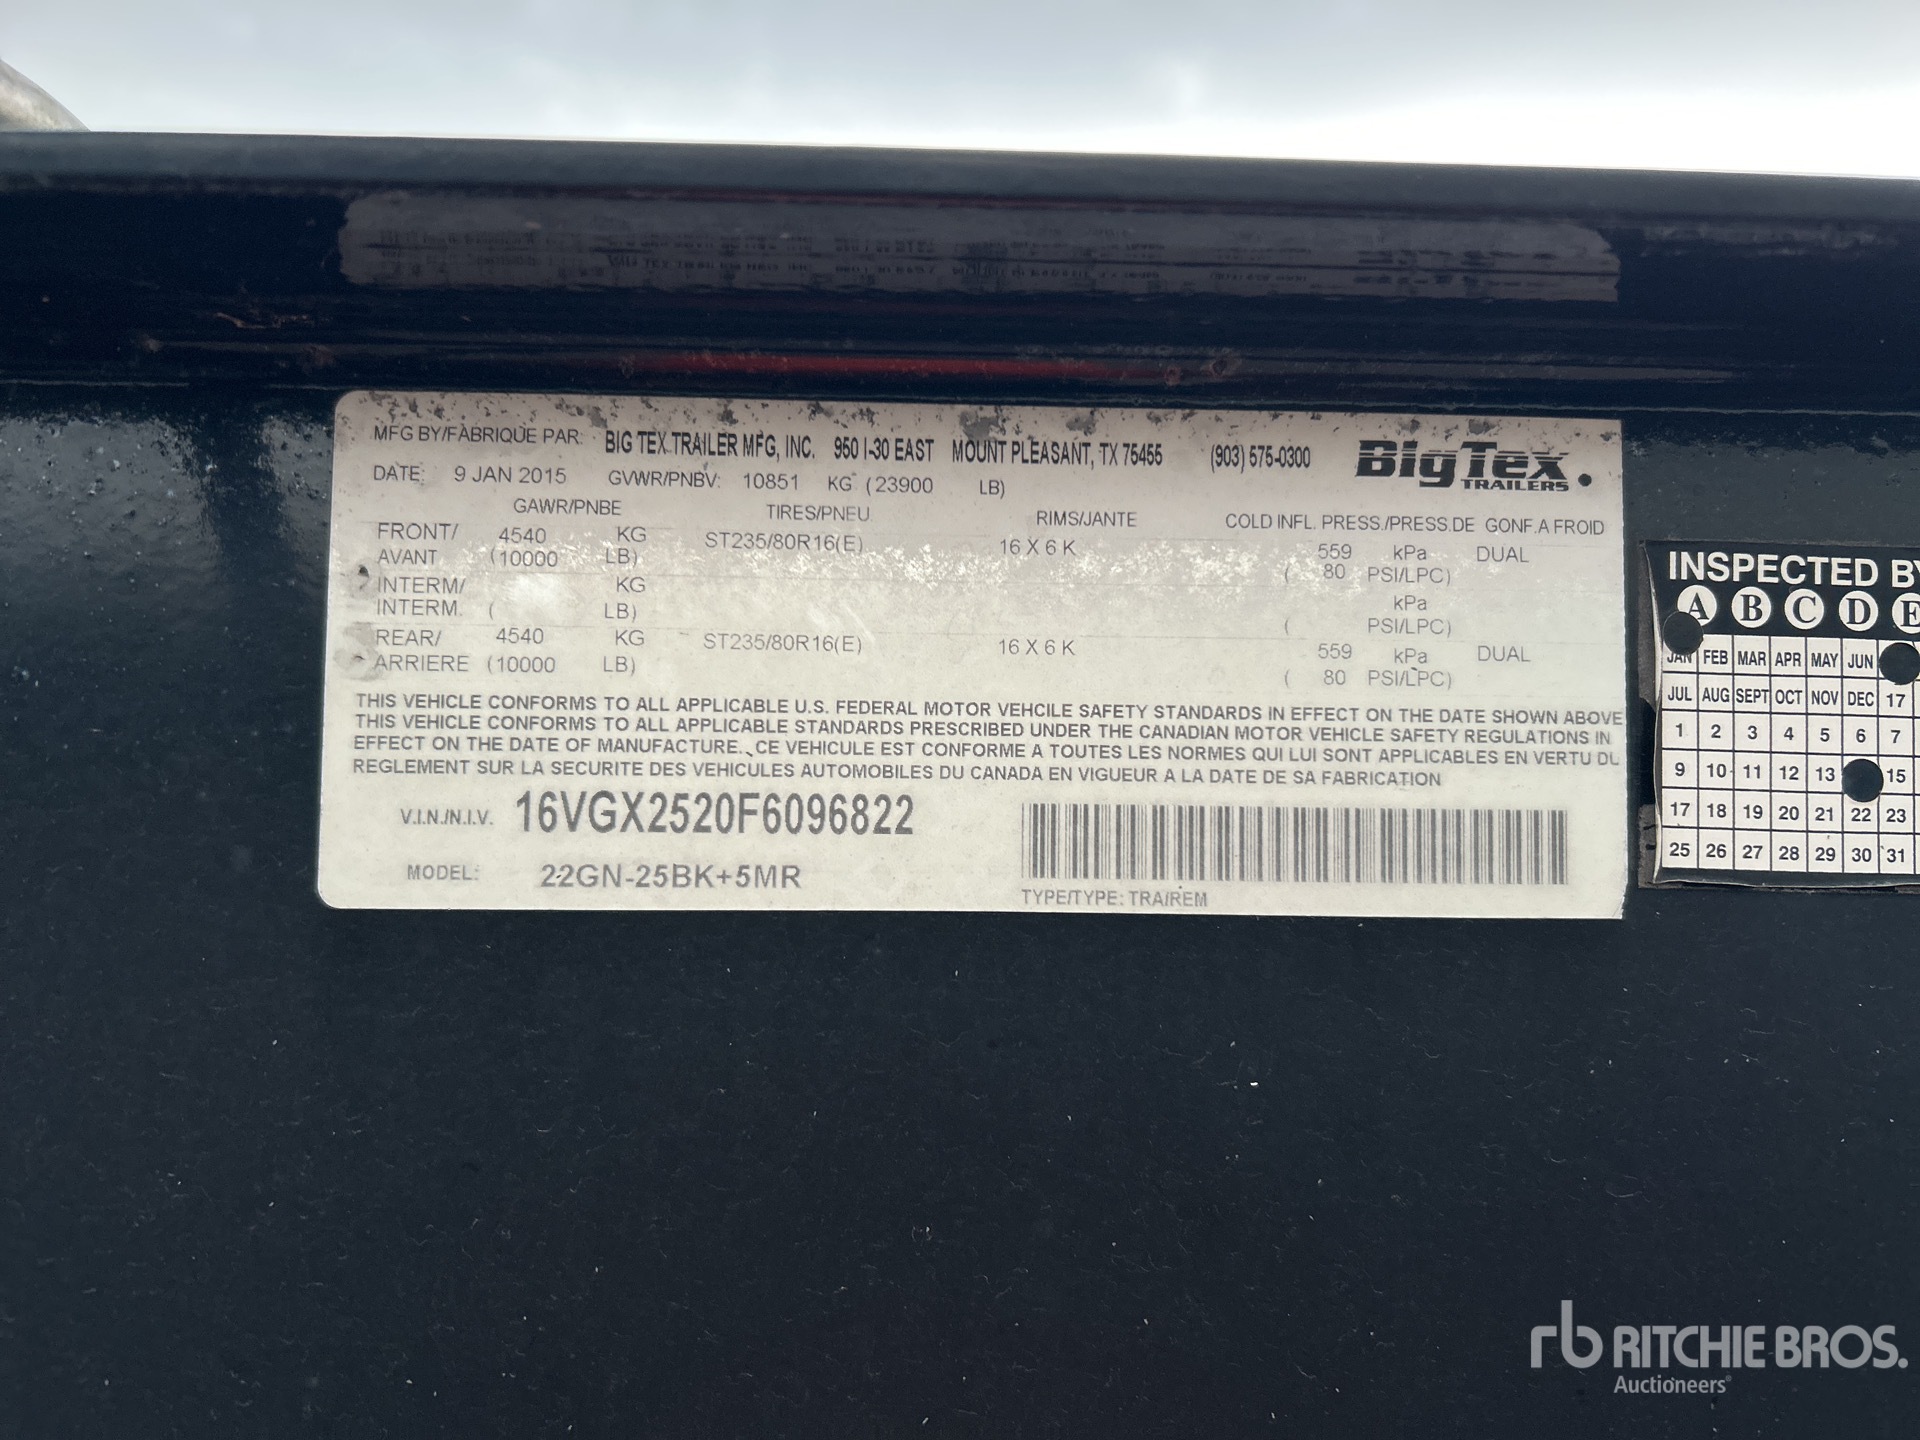 MFG BY/FABRIQUE PAR: BIG TEX TRAILER MFG, INC. 950 I-30 EAST MOUNT PLEASANT, TX 75455 (903) 575-0300 BigTex TRAILERS
DATE: 9 JAN 2015 GVWR/PNBV: 10851 KG (23900 LB)
GAWR/PNBE TIRES/PNEU RIMS/JANTE COLD INFL. PRESS./PRESS.DE GONF.A FROID
FRONT/ 4540 KG ST235/80R16(E) 16 X 6 K 559 kPa DUAL
AVANT (10000 LB) ( 80 PSI/LPC)
INTERM/ KG kPa
INTERM. ( LB) ( PSI/LPC)
REAR/ 4540 KG ST235/80R16(E) 16 X 6 K 559 kPa DUAL
ARRIERE (10000 LB) ( 80 PSI/LPC)
THIS VEHICLE CONFORMS TO ALL APPLICABLE U.S. FEDERAL MOTOR VEHCILE SAFETY STANDARDS IN EFFECT ON THE DATE SHOWN ABOVE
THIS VEHICLE CONFORMS TO ALL APPLICABLE STANDARDS PRESCRIBED UNDER THE CANADIAN MOTOR VEHICLE SAFETY REGULATIONS IN
EFFECT ON THE DATE OF MANUFACTURE. CE VEHICULE EST CONFORME A TOUTES LES NORMES QUI LUI SONT APPLICABLES EN VERTU DU
REGLEMENT SUR LA SECURITE DES VEHICULES AUTOMOBILES DU CANADA EN VIGUEUR A LA DATE DE SA FABRICATION
V.I.N./N.I.V. 16VGX2520F6096822
MODEL: 22GN-25BK+5MR
TYPE/TYPE: TRA/REM
INSPECTED BY
A B C D E
JAN FEB MAR APR MAY JUN
JUL AUG SEPT OCT NOV DEC 17
1 2 3 4 5 6 7
9 10 11 12 13 15
17 18 19 20 21 22 23
25 26 27 28 29 30 31
rb RITCHIE BROS.
Auctioneers